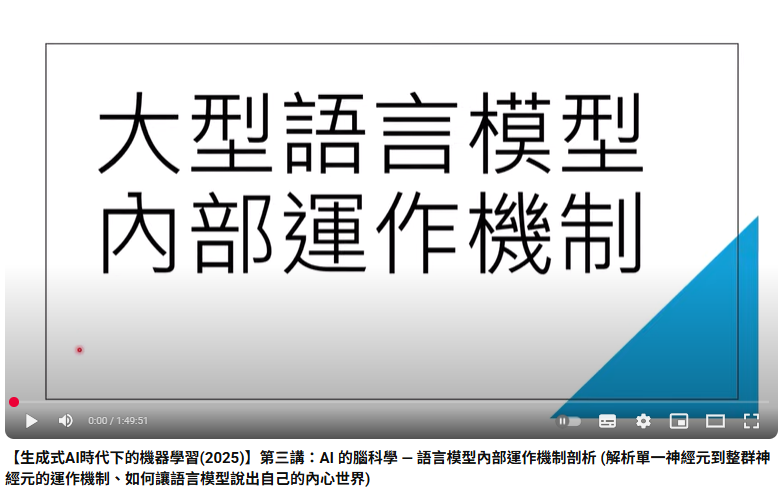 大型語言模型
內部運作機制
0:00 / 1:49:51
【生成式AI時代下的機器學習(2025)】第三講：AI 的腦科學 — 語言模型內部運作機制剖析 (解析單一神經元到整群神
經元的運作機制、如何讓語言模型說出自己的內心世界)